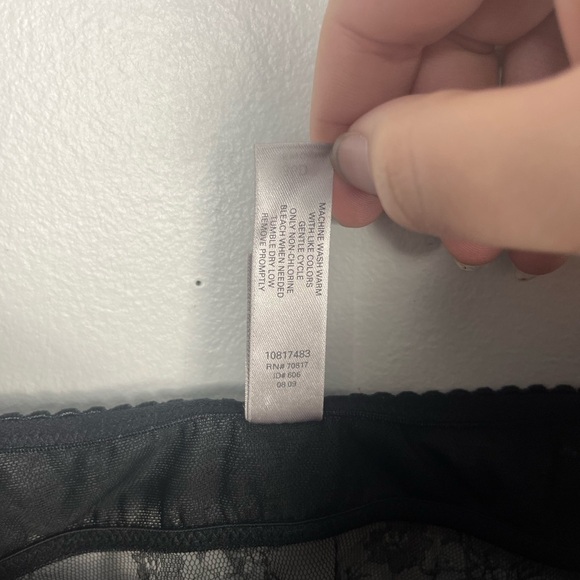 MACHINE WASH WARM
WITH LIKE COLORS
GENTLE CYCLE
ONLY NON-CHLORINE
BLEACH WHEN NEEDED
TUMBLE DRY LOW
REMOVE PROMPTLY
10817483
RN# 70817
ID# 606
08 09